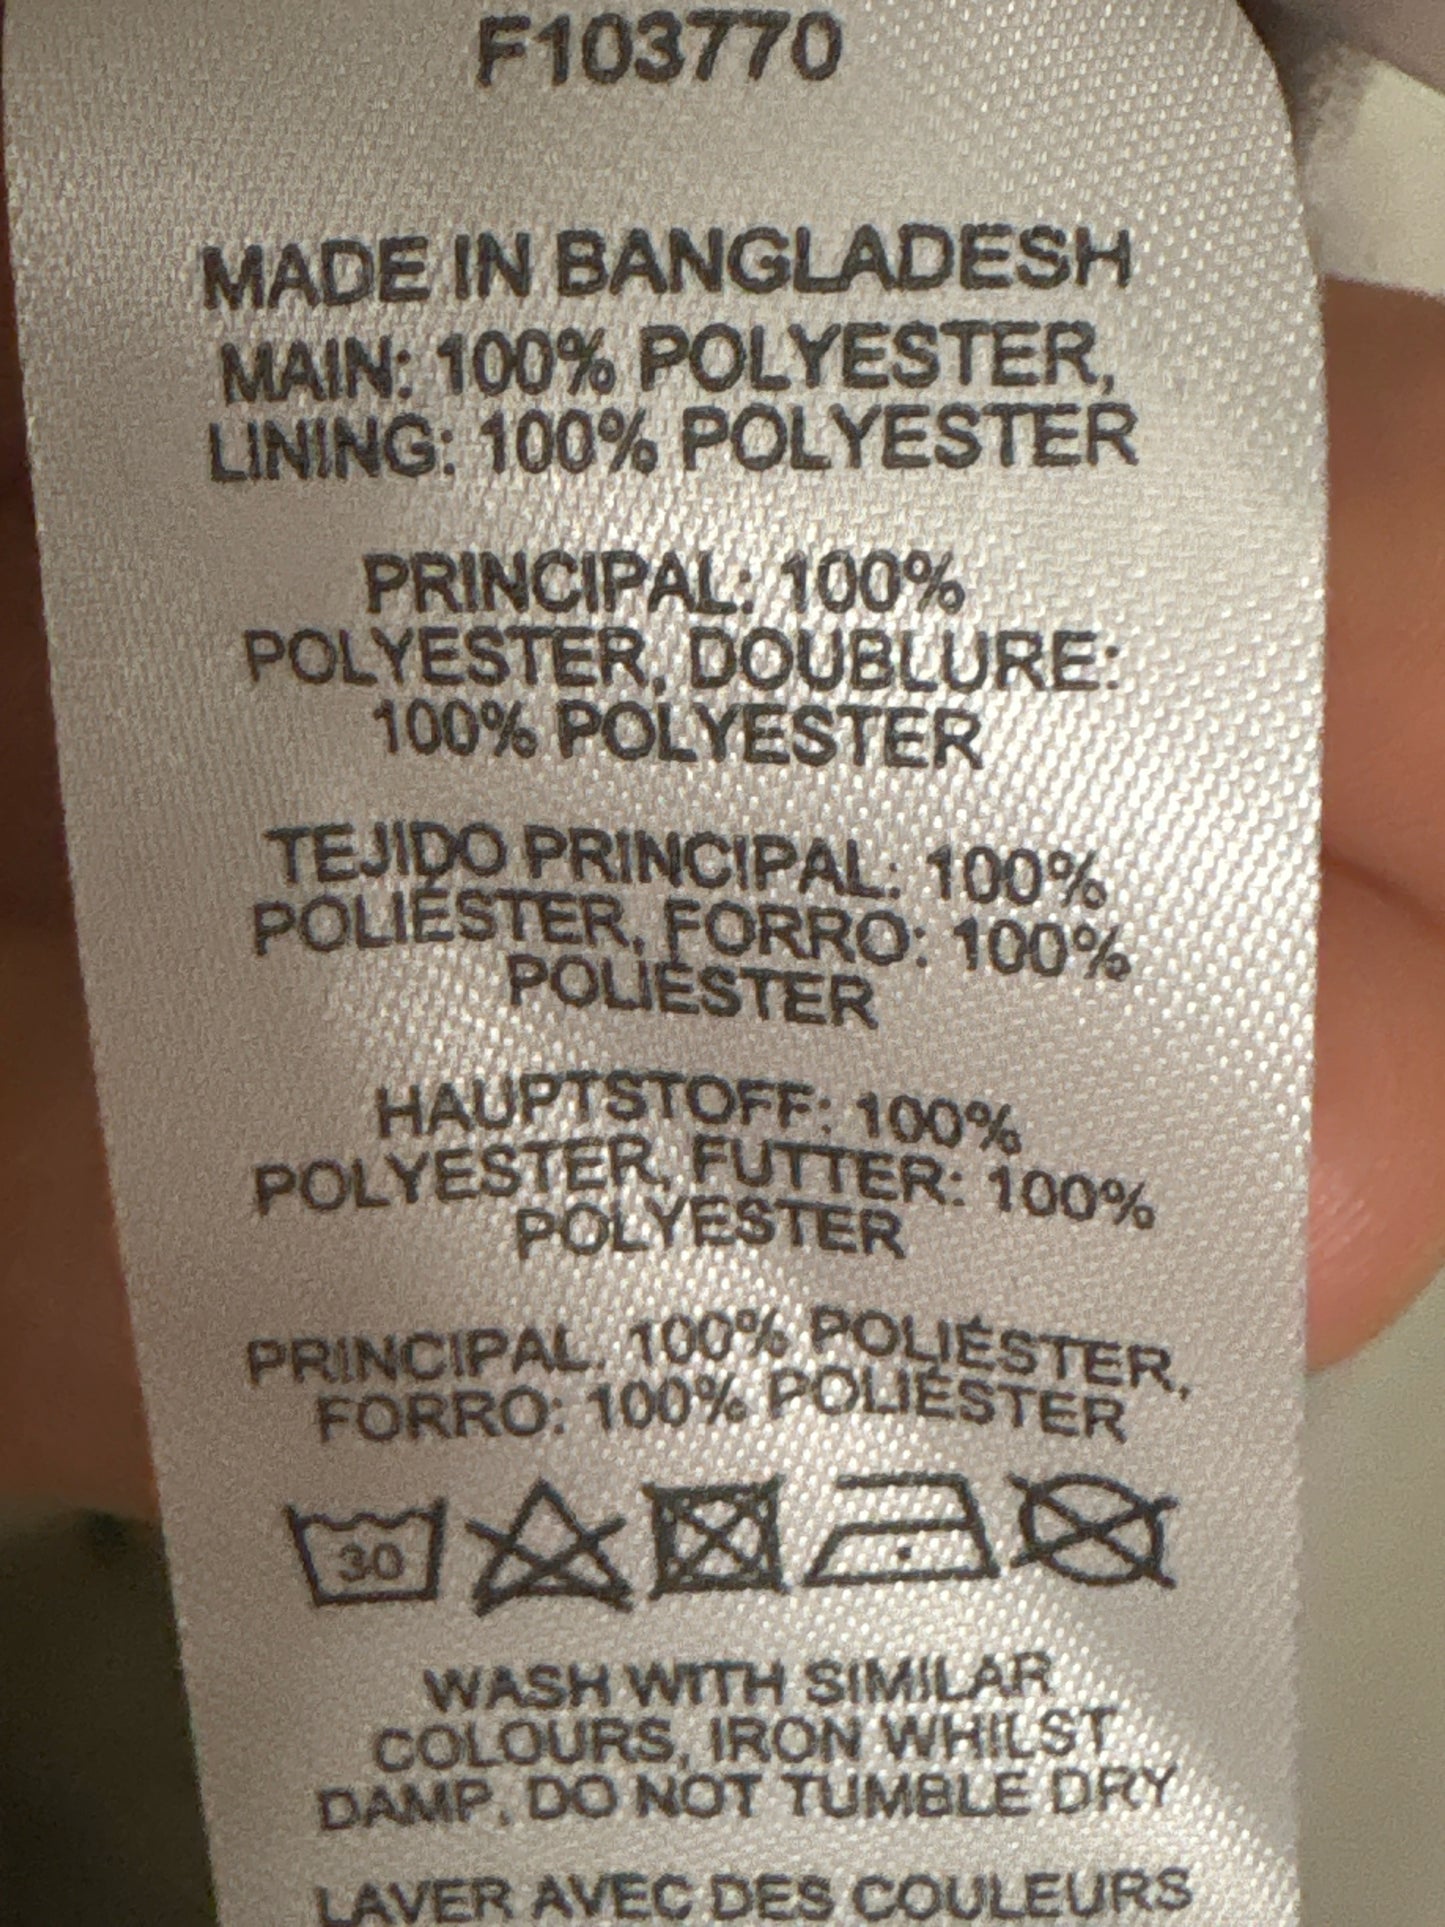 F103770
MADE IN BANGLADESH
MAIN: 100% POLYESTER,
LINING: 100% POLYESTER
PRINCIPAL: 100%
POLYESTER, DOUBLURE:
100% POLYESTER
TEJIDO PRINCIPAL: 100%
POLIÉSTER, FORRO: 100%
POLIÉSTER
HAUPTSTOFF: 100%
POLYESTER, FUTTER: 100%
POLYESTER
PRINCIPAL: 100% POLIÉSTER,
FORRO: 100% POLIÉSTER
30
WASH WITH SIMILAR
COLOURS, IRON WHILST
DAMP, DO NOT TUMBLE DRY
LAVER AVEC DES COULEURS